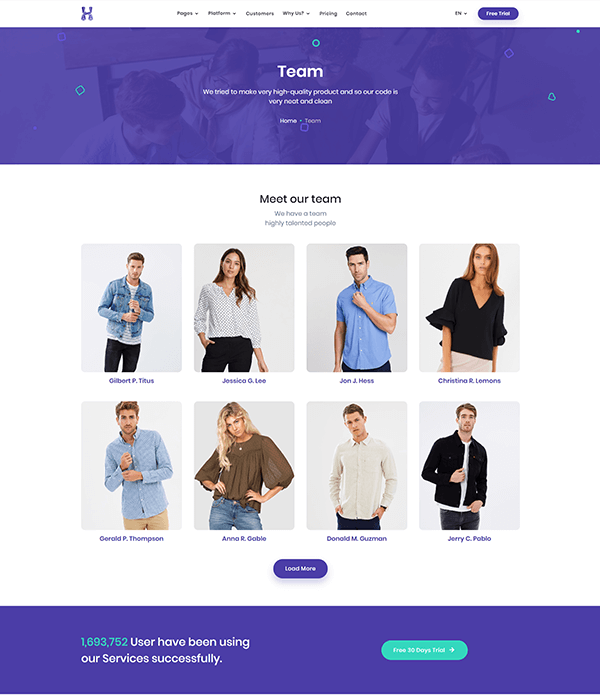 Pages Platform Customers Why Us? Pricing Contact EN Free Trial
Team
We tried to make very high-quality product and so our code is
very neat and clean
Home • Team
Meet our team
We have a team
highly talented people
Gilbert P. Titus Jessica G. Lee Jon J. Hess Christina R. Lemons
Gerald P. Thompson Anna R. Gable Donald M. Guzman Jerry C. Pablo
Load More
1,693,752 User have been using
our Services successfully.
Free 30 Days Trial →